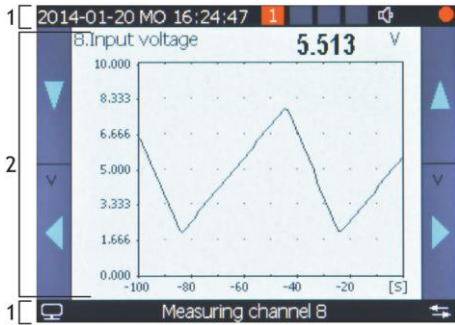 1 2014-01-20 MO 16:24:47 1
8.Input voltage 5.513 V
10.000
8.333
6.666
5.000
3.333
1.666
0.000
-100 -80 -60 -40 -20 [S]
V V
2
1 Measuring channel 8